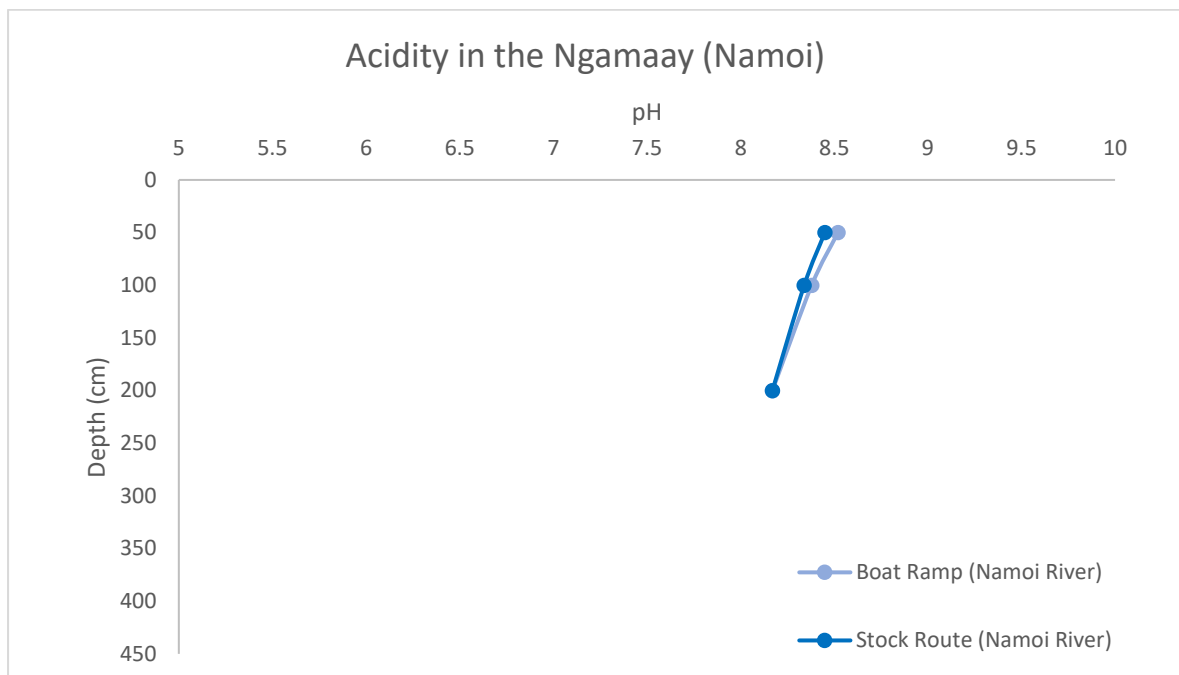 Acidity in the Ngamaay (Namoi)
pH
5 5.5 6 6.5 7 7.5 8 8.5 9 9.5 10
0
50
100
150
200
250
300
350
400
450
Depth (cm)
Boat Ramp (Namoi River)
Stock Route (Namoi River)